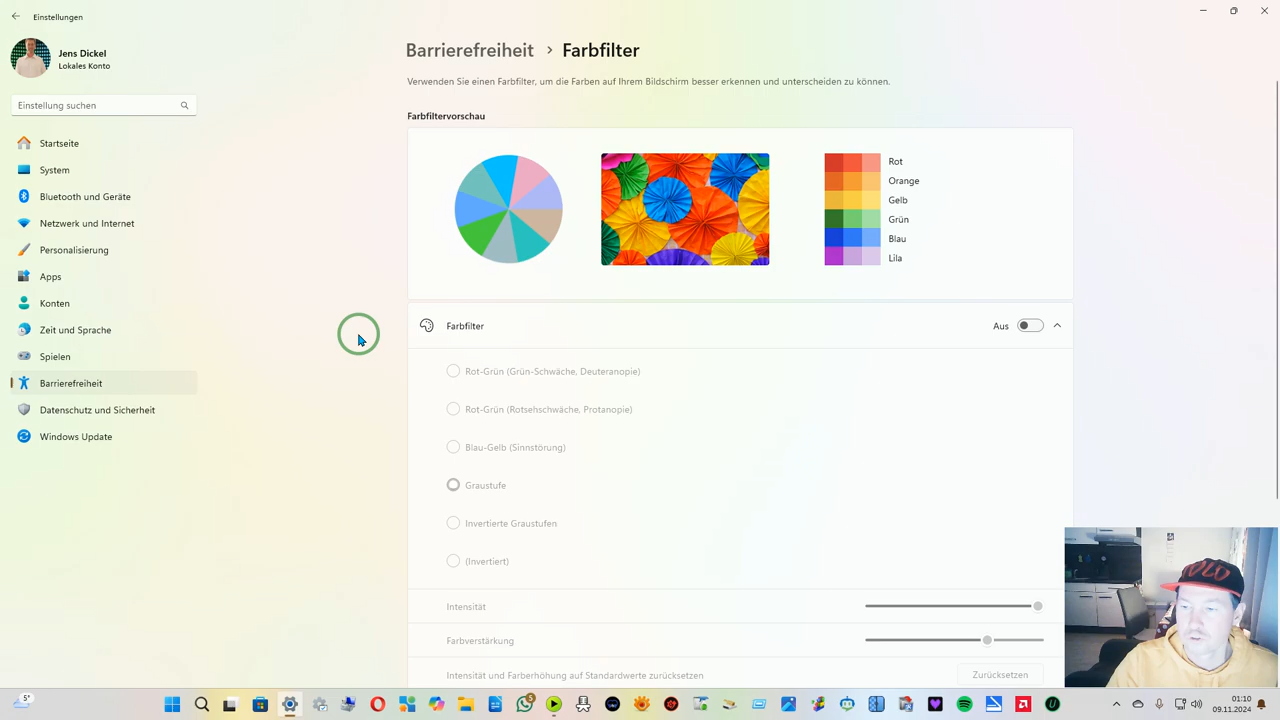 Einstellungen
Jens Dickel
Lokales Konto
Einstellung suchen
Startseite
System
Bluetooth und Geräte
Netzwerk und Internet
Personalisierung
Apps
Konten
Zeit und Sprache
Spielen
Barrierefreiheit
Datenschutz und Sicherheit
Windows Update
Barrierefreiheit > Farbfilter
Verwenden Sie einen Farbfilter, um die Farben auf Ihrem Bildschirm besser erkennen und unterscheiden zu können.
Farbfiltervorschau
Rot
Orange
Gelb
Grün
Blau
Lila
Farbfilter Aus
Rot-Grün (Grün-Schwäche, Deuteranopie)
Rot-Grün (Rotsehschwäche, Protanopie)
Blau-Gelb (Sinnstörung)
Graustufe
Invertierte Graustufen
(Invertiert)
Intensität
Farbverstärkung
Intensität und Farberhöhung auf Standardwerte zurücksetzen Zurücksetzen
5°
5
01:10
09.11.2024